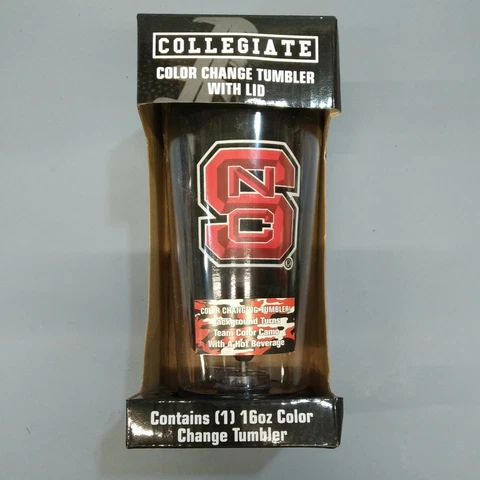 COLLEGIATE
COLOR CHANGE TUMBLER
WITH LID
N
C
S
®
COLOR CHANGING TUMBLER
Background Turns
Team Color Camo
With A Hot Beverage
Contains (1) 16oz Color
Change Tumbler